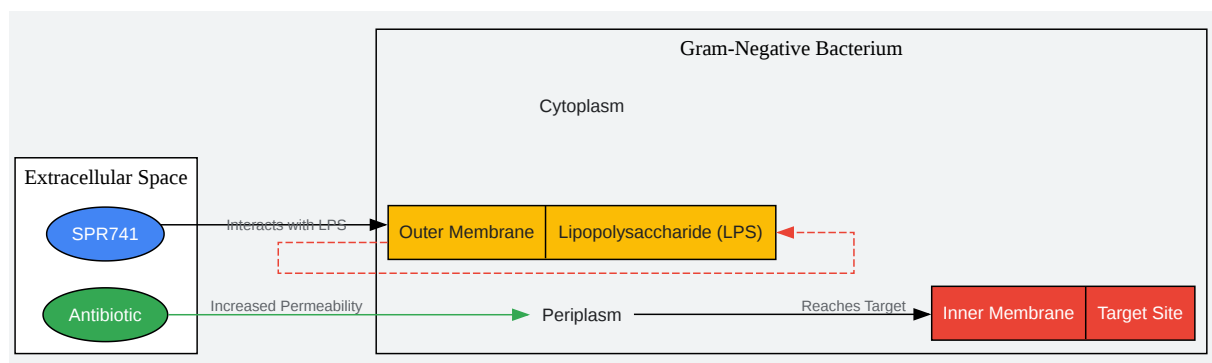 Gram-Negative Bacterium
Cytoplasm
Extracellular Space
SPR741
Interacts with LPS
Outer Membrane
Lipopolysaccharide (LPS)
Antibiotic
Increased Permeability
Periplasm
Reaches Target
Inner Membrane
Target Site